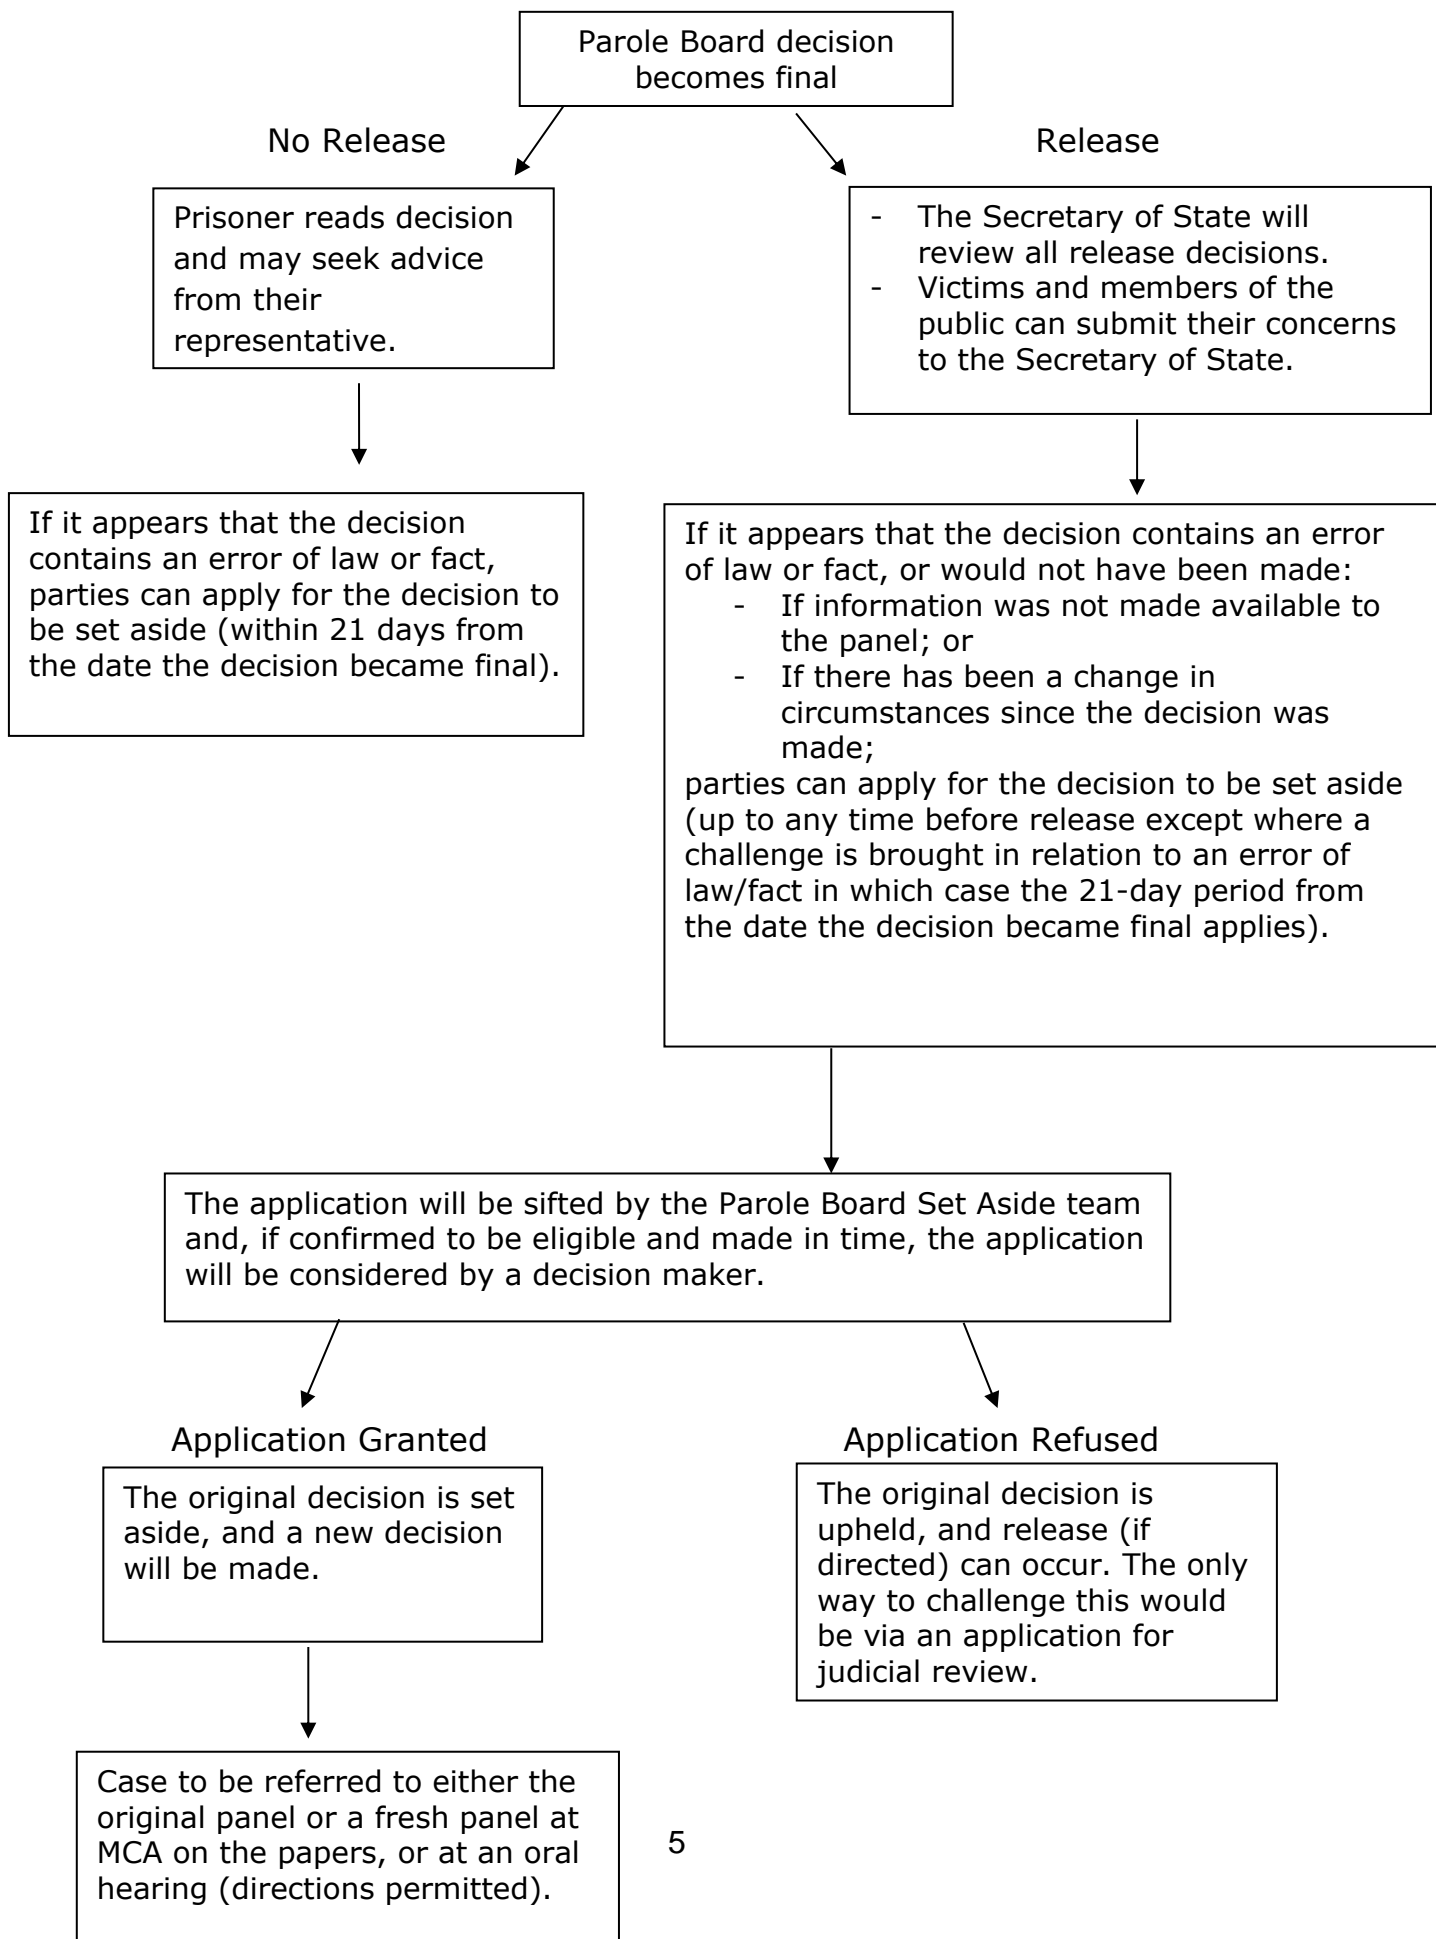 Parole Board decision
becomes final
No Release
Release
Prisoner reads decision
and may seek advice
from their
representative.
- The Secretary of State will
review all release decisions.
- Victims and members of the
public can submit their concerns
to the Secretary of State.
If it appears that the decision
contains an error of law or fact,
parties can apply for the decision to
be set aside (within 21 days from
the date the decision became final).
If it appears that the decision contains an error
of law or fact, or would not have been made:
- If information was not made available to
the panel; or
- If there has been a change in
circumstances since the decision was
made;
parties can apply for the decision to be set aside
(up to any time before release except where a
challenge is brought in relation to an error of
law/fact in which case the 21-day period from
the date the decision became final applies).
The application will be sifted by the Parole Board Set Aside team
and, if confirmed to be eligible and made in time, the application
will be considered by a decision maker.
Application Granted
Application Refused
The original decision is set
aside, and a new decision
will be made.
The original decision is
upheld, and release (if
directed) can occur. The only
way to challenge this would
be via an application for
judicial review.
Case to be referred to either the
original panel or a fresh panel at
MCA on the papers, or at an oral
hearing (directions permitted).
5